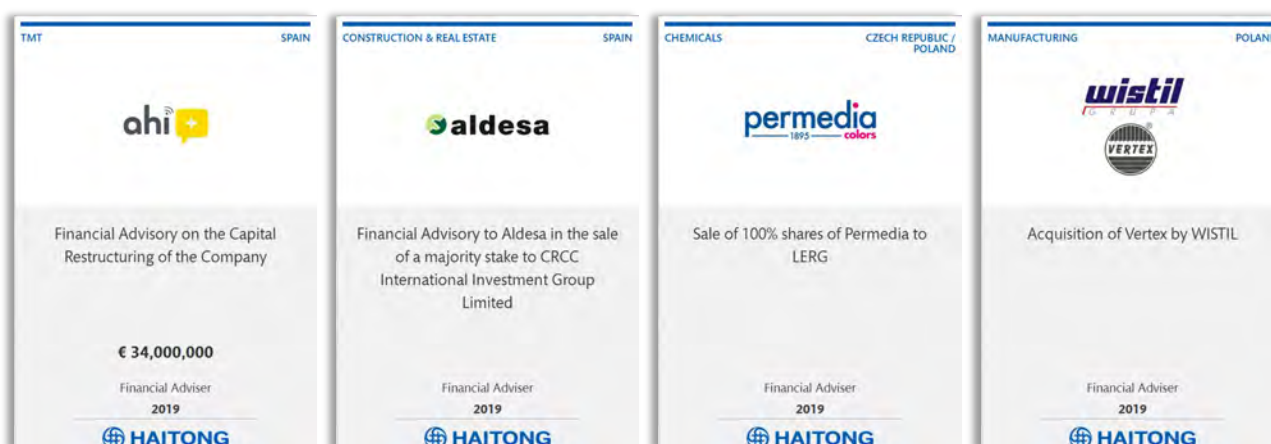 TMT SPAIN
ahi
Financial Advisory on the Capital
Restructuring of the Company
€ 34,000,000
Financial Adviser
2019
HAITONG
CONSTRUCTION & REAL ESTATE SPAIN
aldesa
Financial Advisory to Aldesa in the sale
of a majority stake to CRCC
International Investment Group
Limited
Financial Adviser
2019
HAITONG
CHEMICALS CZECH REPUBLIC /
POLAND
permedia
1895 colors
Sale of 100% shares of Permedia to
LERG
Financial Adviser
2019
HAITONG
MANUFACTURING POLAND
wistil
GRUPA
VERTEX
®
Acquisition of Vertex by WISTIL
Financial Adviser
2019
HAITONG